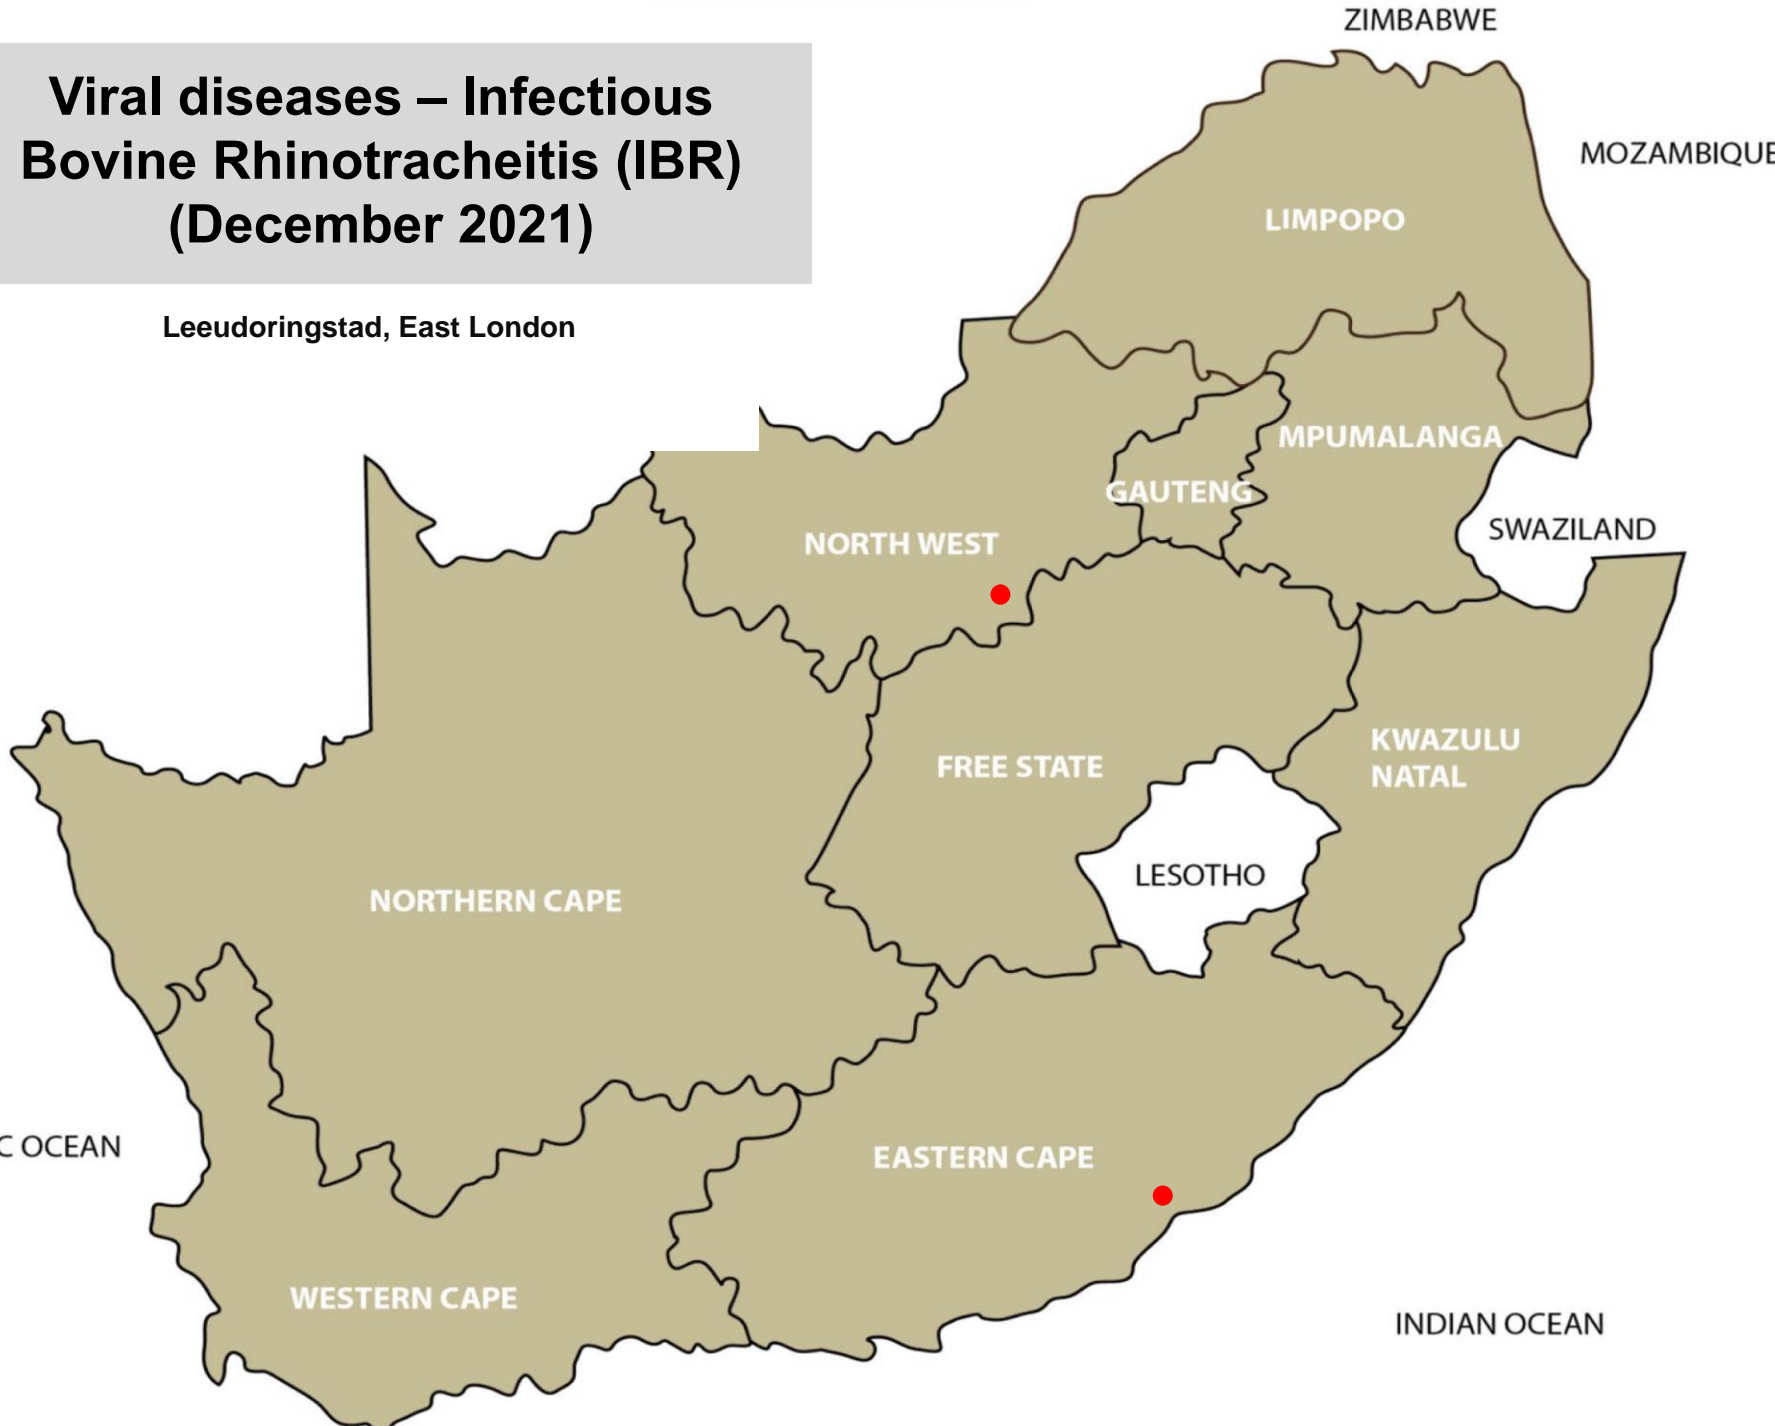 ZIMBABWE
Viral diseases – Infectious
Bovine Rhinotracheitis (IBR)
(December 2021)
MOZAMBIQUE
LIMPOPO
Leeudoringstad, East London
MPUMALANGA
GAUTENG
SWAZILAND
NORTH WEST
KWAZULU
NATAL
FREE STATE
LESOTHO
NORTHERN CAPE
C OCEAN
EASTERN CAPE
WESTERN CAPE
INDIAN OCEAN